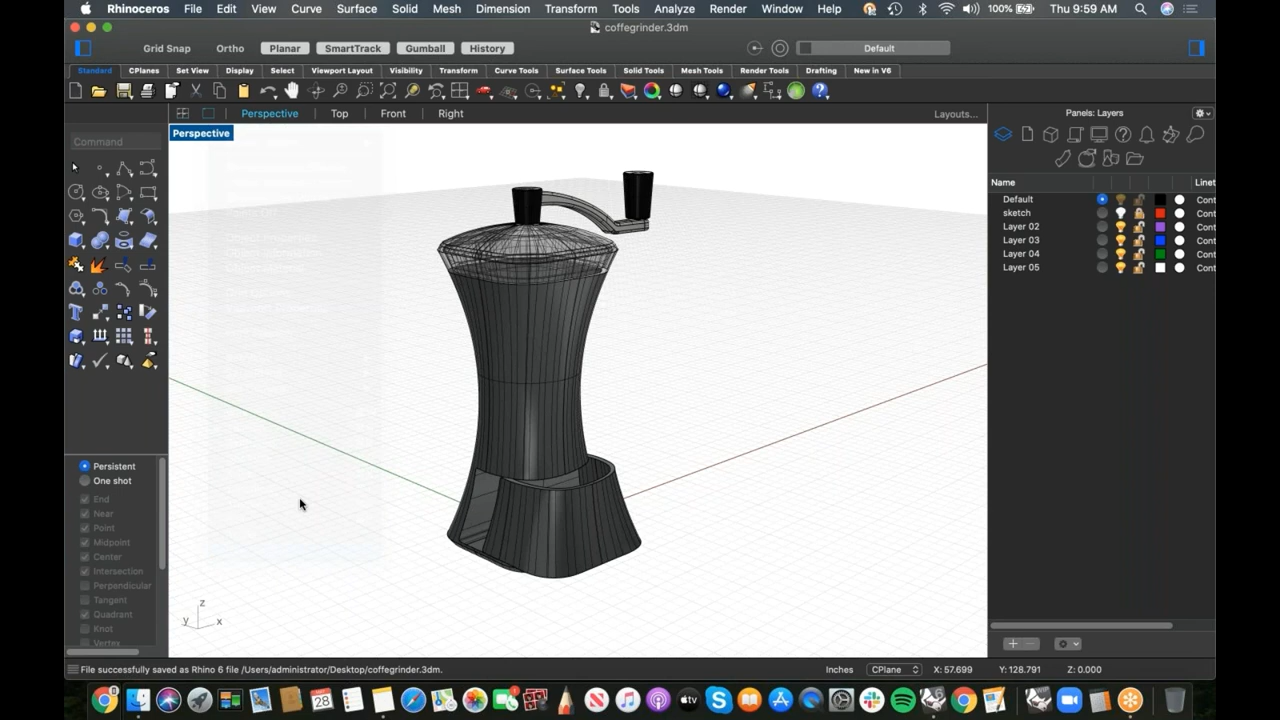 Rhinoceros File Edit View Curve Surface Solid Mesh Dimension Transform Tools Analyze Render Window Help 100% Thu 9:59 AM
coffegrinder.3dm
Grid Snap Ortho Planar SmartTrack Gumball History Default
Standard CPlanes Set View Display Select Viewport Layout Visibility Transform Curve Tools Surface Tools Solid Tools Mesh Tools Render Tools Drafting New in V6
Perspective Top Front Right Layouts... Panels: Layers
Perspective
Command
Name Linet
Default Cont
sketch Cont
Layer 02 Cont
Layer 03 Cont
Layer 04 Cont
Layer 05 Cont
Persistent
One shot
End
Near
Point
Midpoint
Center
Intersection
Perpendicular
Tangent
Quadrant
Knot
Vertex
z
y x
File successfully saved as Rhino 6 file /Users/administrator/Desktop/coffegrinder.3dm. Inches CPlane X: 57.699 Y: 128.791 Z: 0.000
28 tv